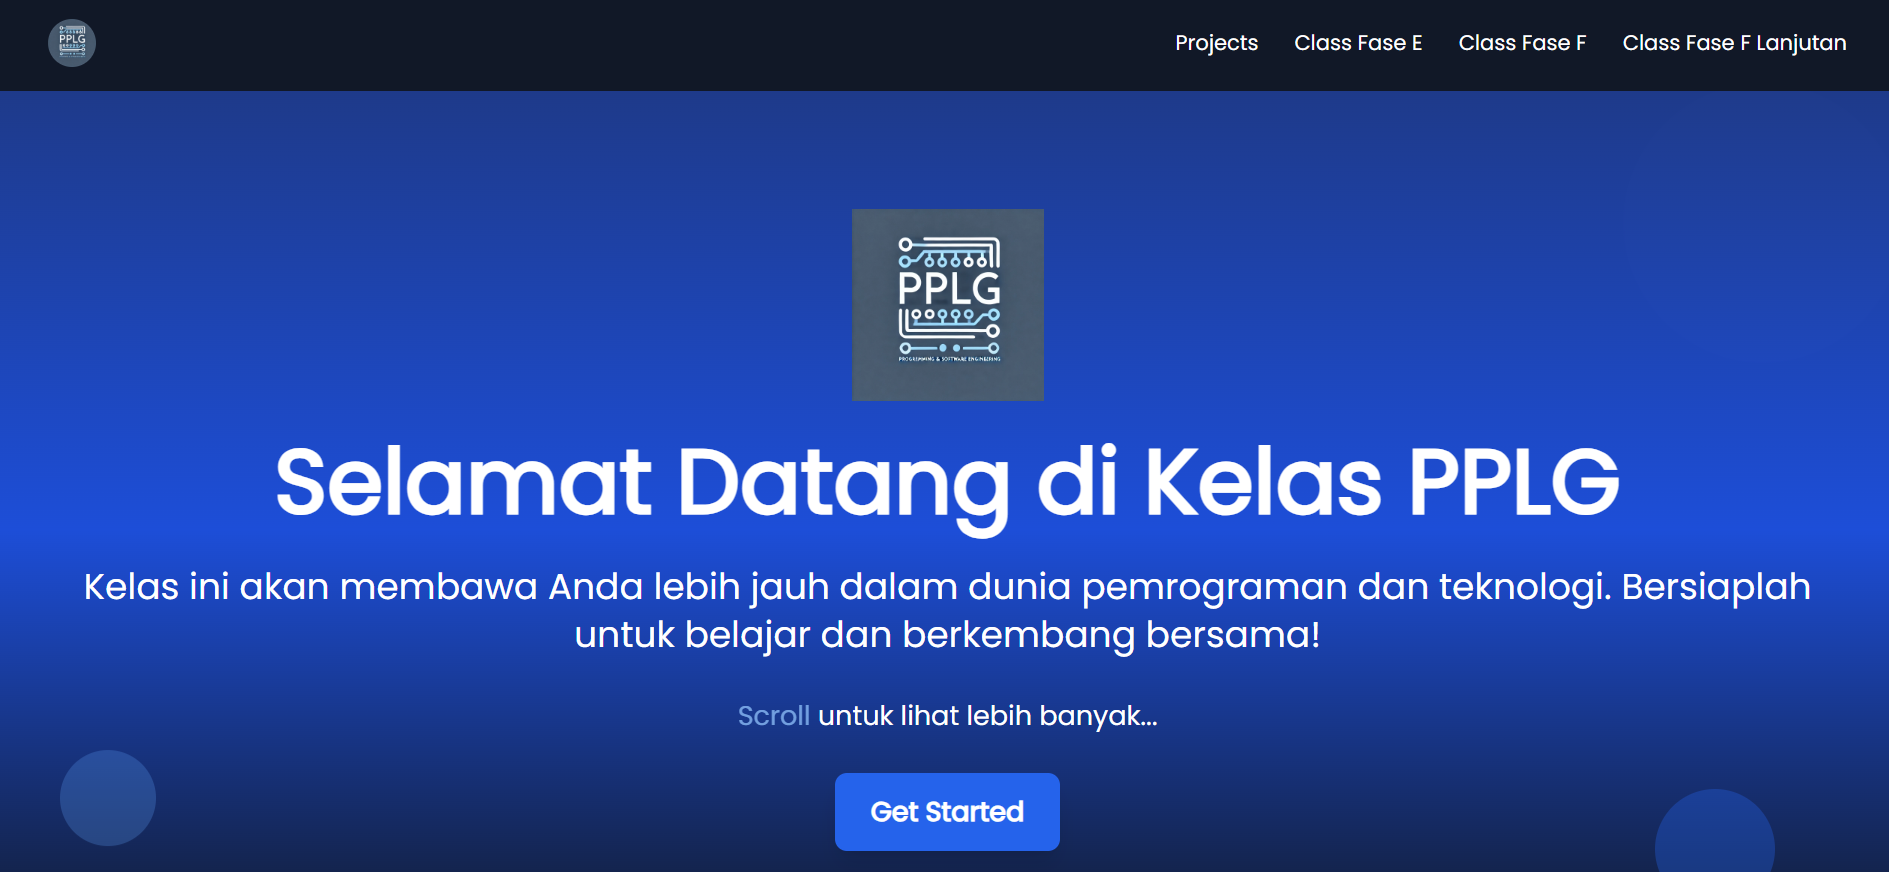 PPLG
Projects
Class Fase E
Class Fase F
Class Fase F Lanjutan
PPLG
PROGREMMING & SOFTWARE ENGINEERING
Selamat Datang di Kelas PPLG
Kelas ini akan membawa Anda lebih jauh dalam dunia pemrograman dan teknologi. Bersiaplah
untuk belajar dan berkembang bersama!
Scroll untuk lihat lebih banyak...
Get Started